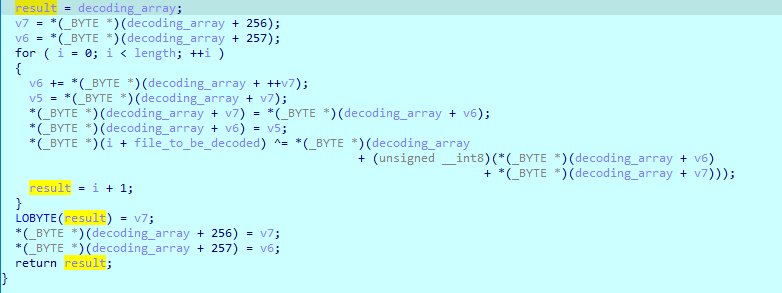 result = decoding_array;
v7 = *(_BYTE *)(decoding_array + 256);
v6 = *(_BYTE *)(decoding_array + 257);
for ( i = 0; i < length; ++i )
{
v6 += *(_BYTE *)(decoding_array + ++v7);
v5 = *(_BYTE *)(decoding_array + v7);
*(_BYTE *)(decoding_array + v7) = *(_BYTE *)(decoding_array + v6);
*(_BYTE *)(decoding_array + v6) = v5;
*(_BYTE *)(i + file_to_be_decoded) ^= *(_BYTE *)(decoding_array
+ (unsigned __int8)(*(_BYTE *)(decoding_array + v6)
+ *(_BYTE *)(decoding_array + v7)));
result = i + 1;
}
LOBYTE(result) = v7;
*(_BYTE *)(decoding_array + 256) = v7;
*(_BYTE *)(decoding_array + 257) = v6;
return result;
}